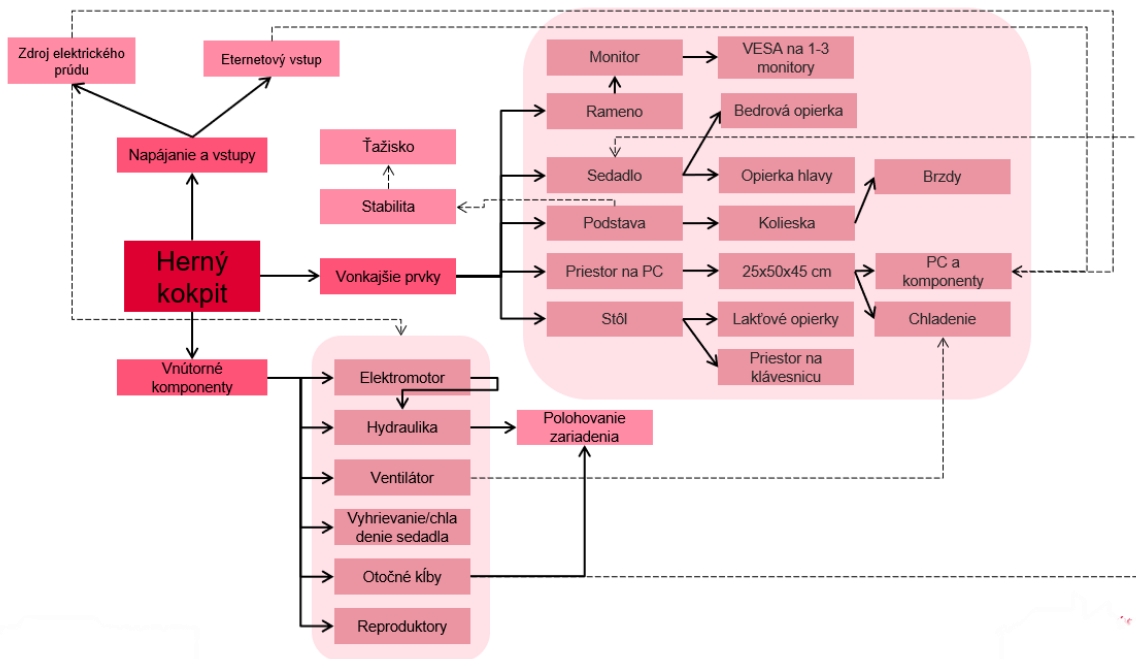 Zdroj elektrického
prúdu
Eternetový vstup
Napájanie a vstupy
Herný
kokpit
Vnútorné
komponenty
Ťažisko
Stabilita
Vonkajšie prvky
Monitor
VESA na 1-3
monitory
Rameno
Bedrová opierka
Sedadlo
Opierka hlavy
Brzdy
Podstava
Kolieska
Priestor na PC
25x50x45 cm
PC a
komponenty
Stôl
Lakťové opierky
Chladenie
Priestor na
klávesnicu
Elektromotor
Hydraulika
Polohovanie
zariadenia
Ventilátor
Vyhrievanie/chla
denie sedadla
Otočné kĺby
Reproduktory